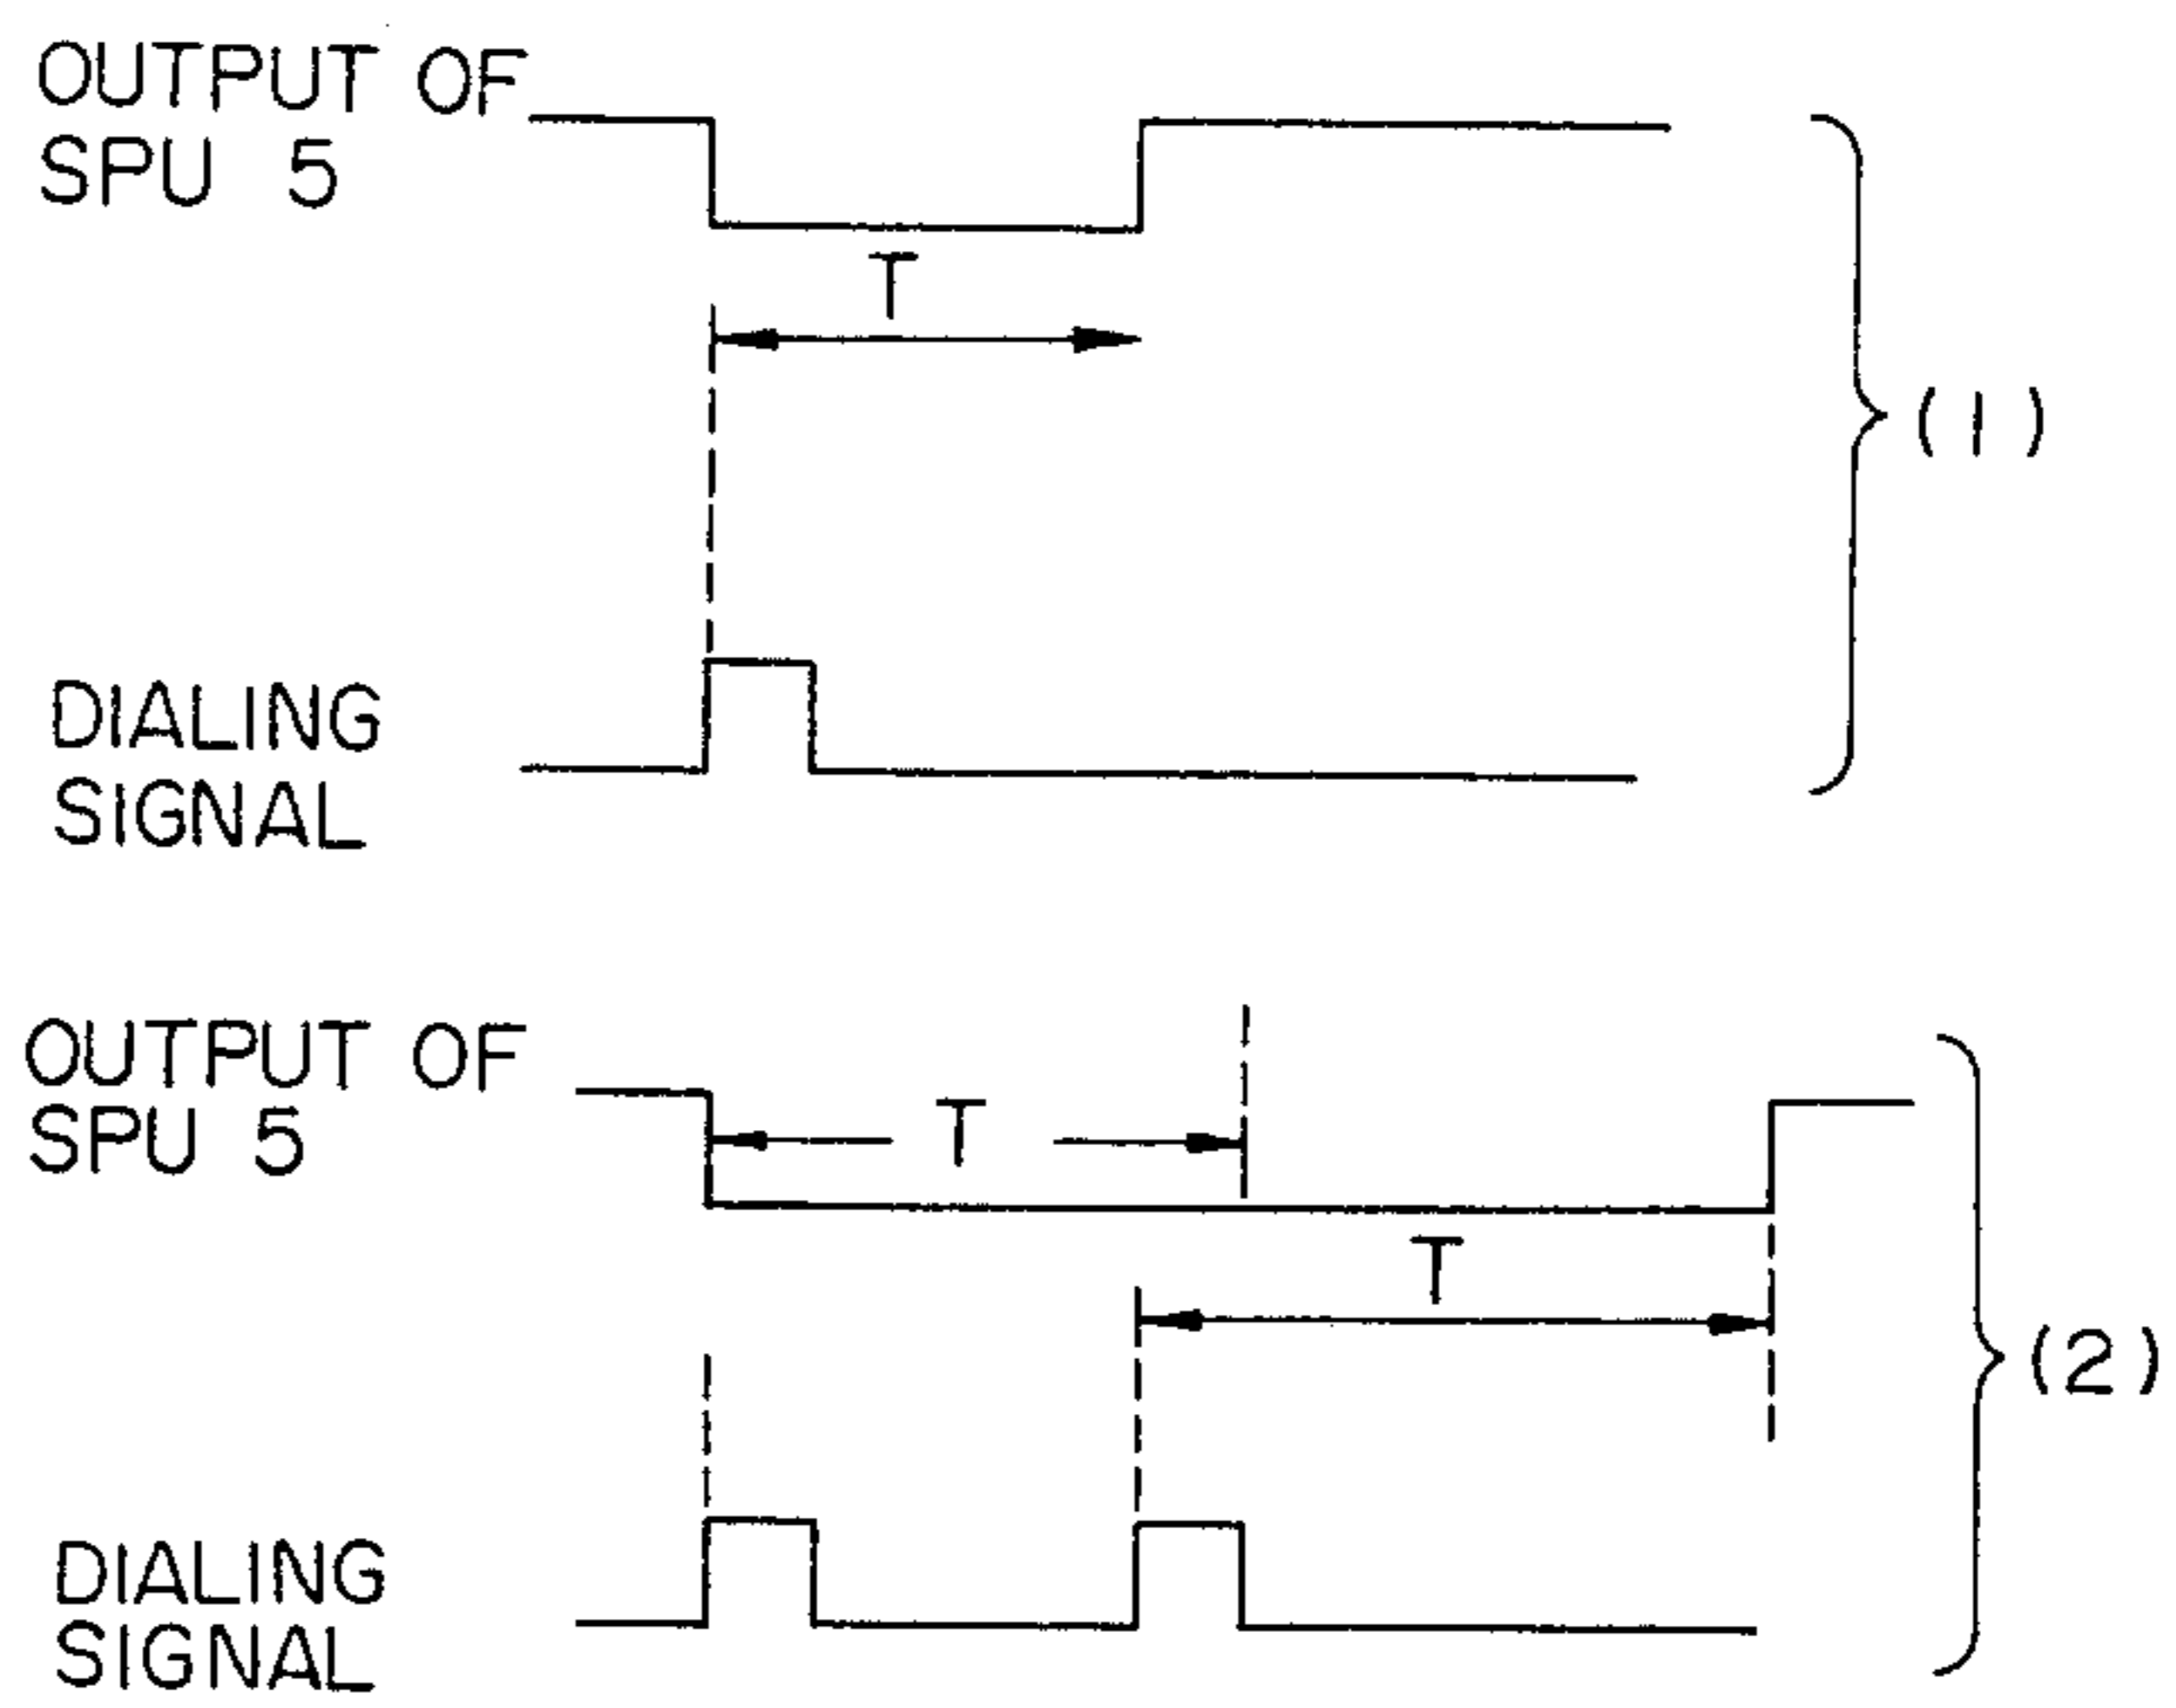 OUTPUT OF
SPU 5
T
(1)
DIALING
SIGNAL
OUTPUT OF
SPU 5
T
T
(2)
DIALING
SIGNAL